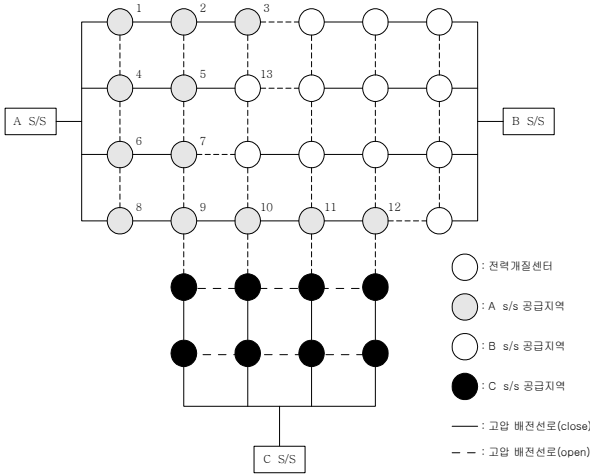 1 2 3
4 5 13
A S/S B S/S
6 7
8 9 10 11 12
: 전력개질센터
: A s/s 공급지역
: B s/s 공급지역
: C s/s 공급지역
: 고압 배전선로(close)
: 고압 배전선로(open)
C S/S